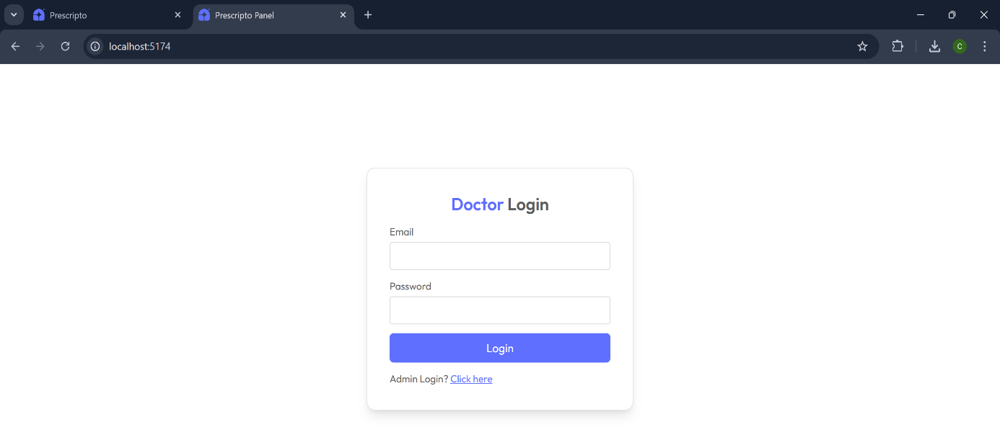 Prescripto
Prescripto Panel
localhost:5174
C
Doctor Login
Email
Password
Login
Admin Login? Click here